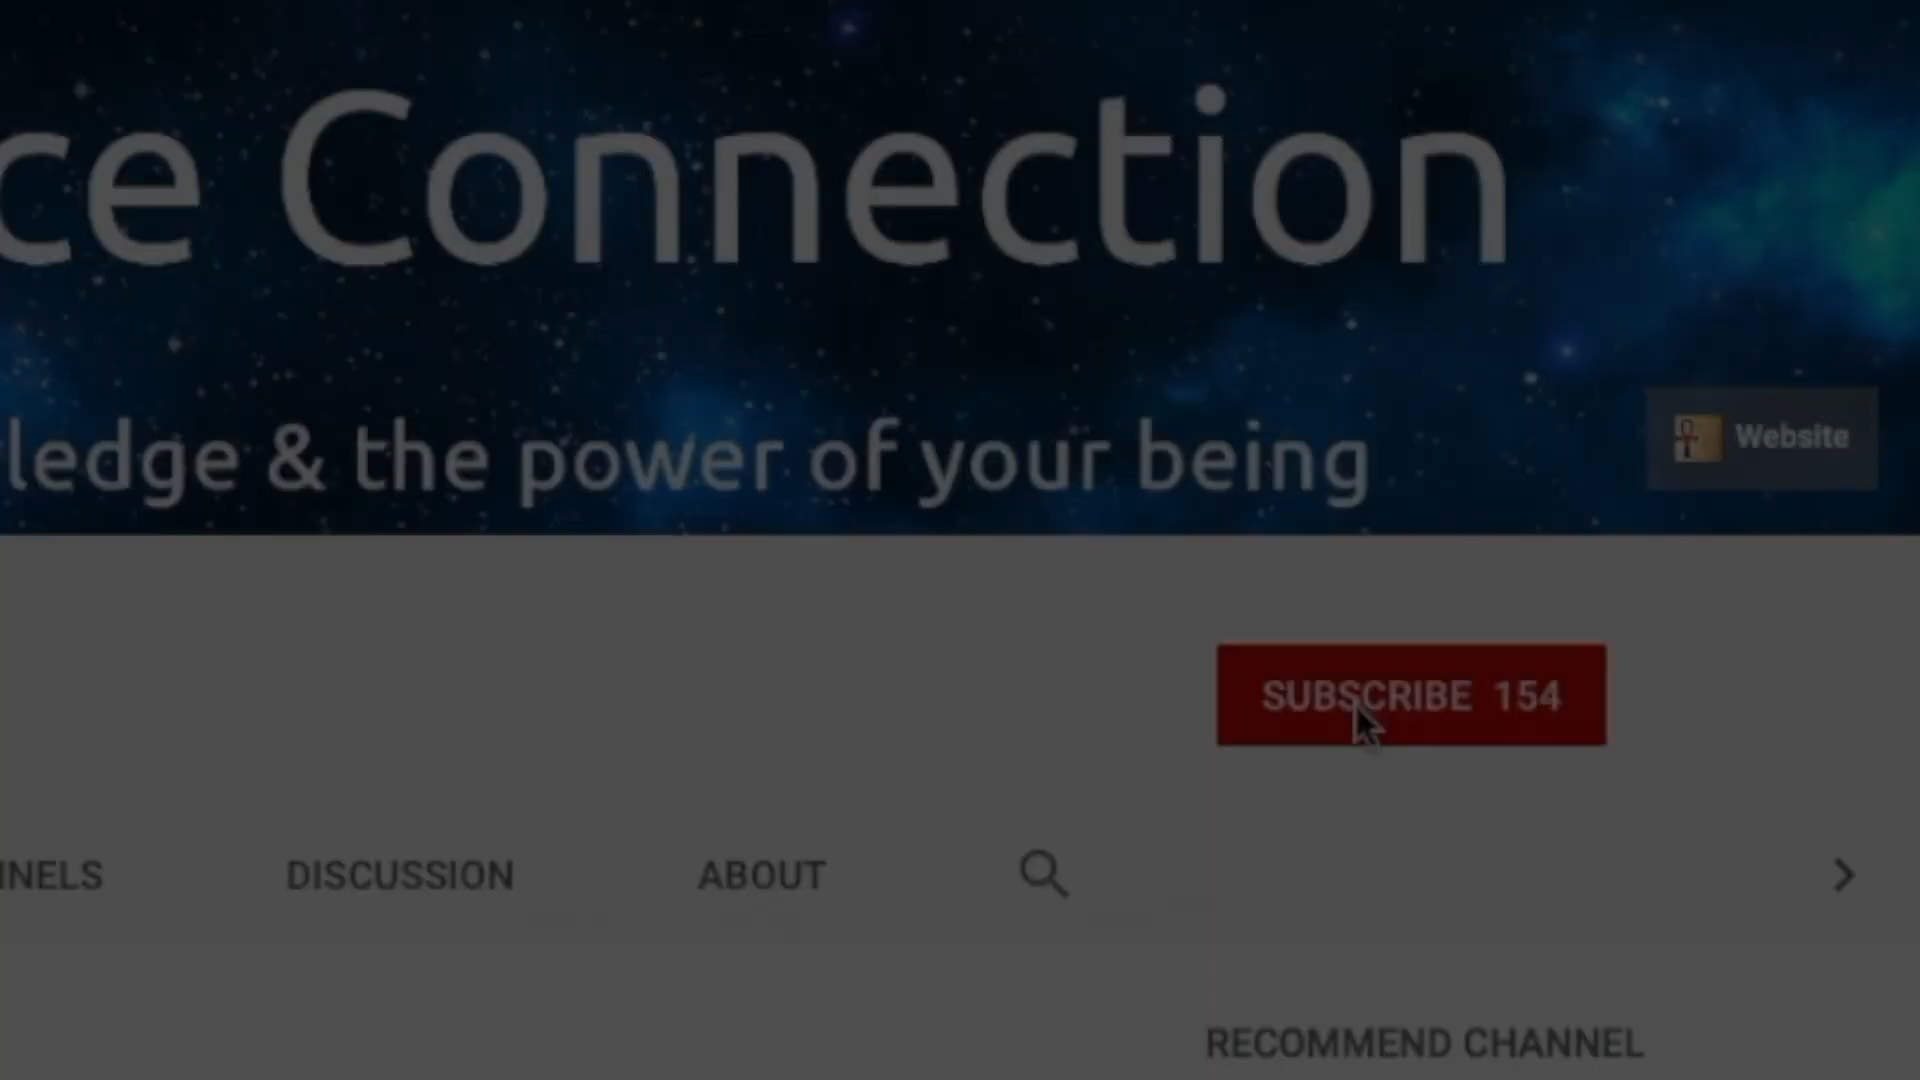 ce Connection
ledge & the power of your being
Website
SUBSCRIBE 154
NELS
DISCUSSION
ABOUT
RECOMMEND CHANNEL